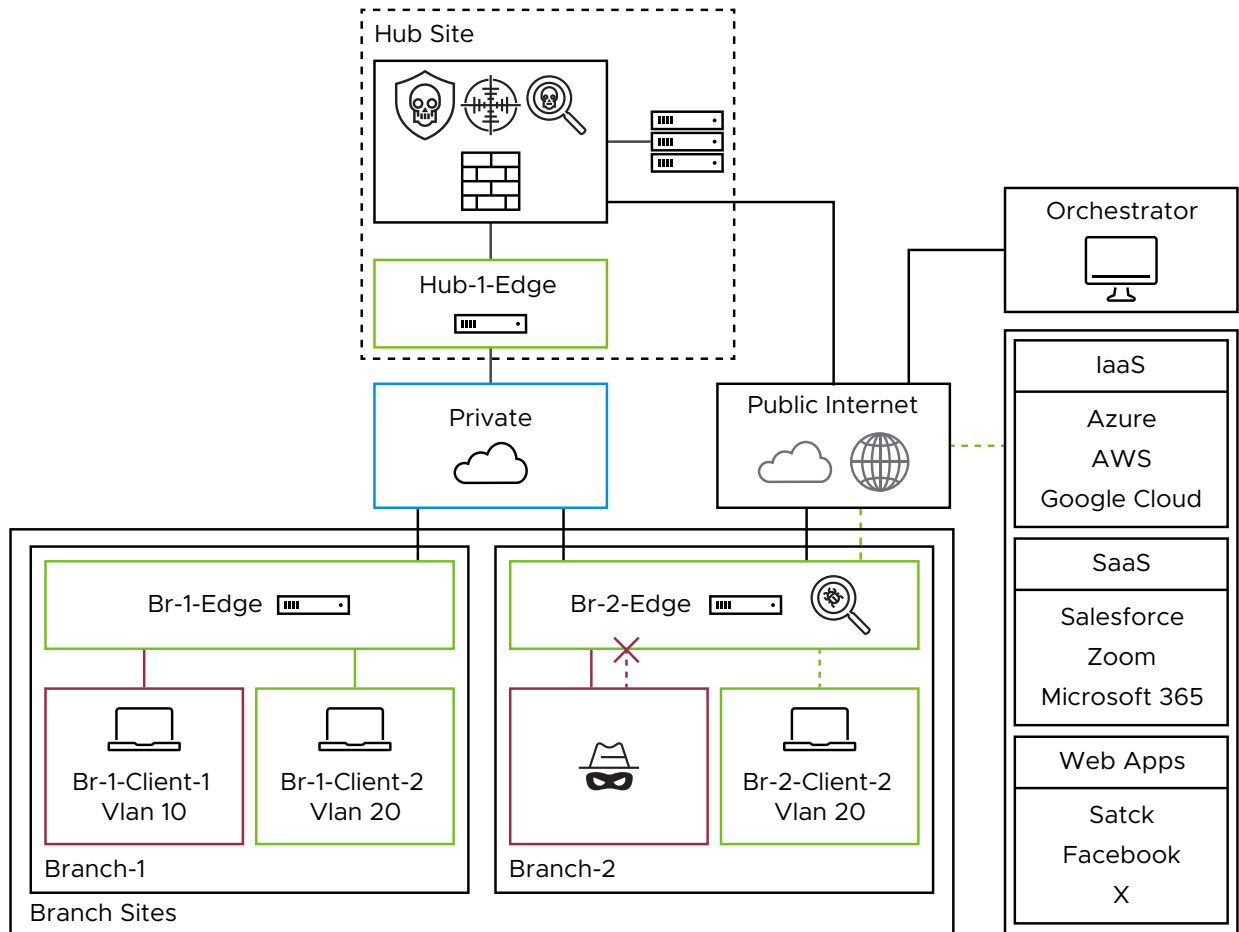 Hub Site
Hub-1-Edge
Private
Public Internet
Orchestrator
IaaS
Azure
AWS
Google Cloud
SaaS
Salesforce
Zoom
Microsoft 365
Web Apps
Satck
Facebook
X
Br-1-Edge
Br-1-Client-1
Vlan 10
Br-1-Client-2
Vlan 20
Branch-1
Br-2-Edge
Br-2-Client-2
Vlan 20
Branch-2
Branch Sites